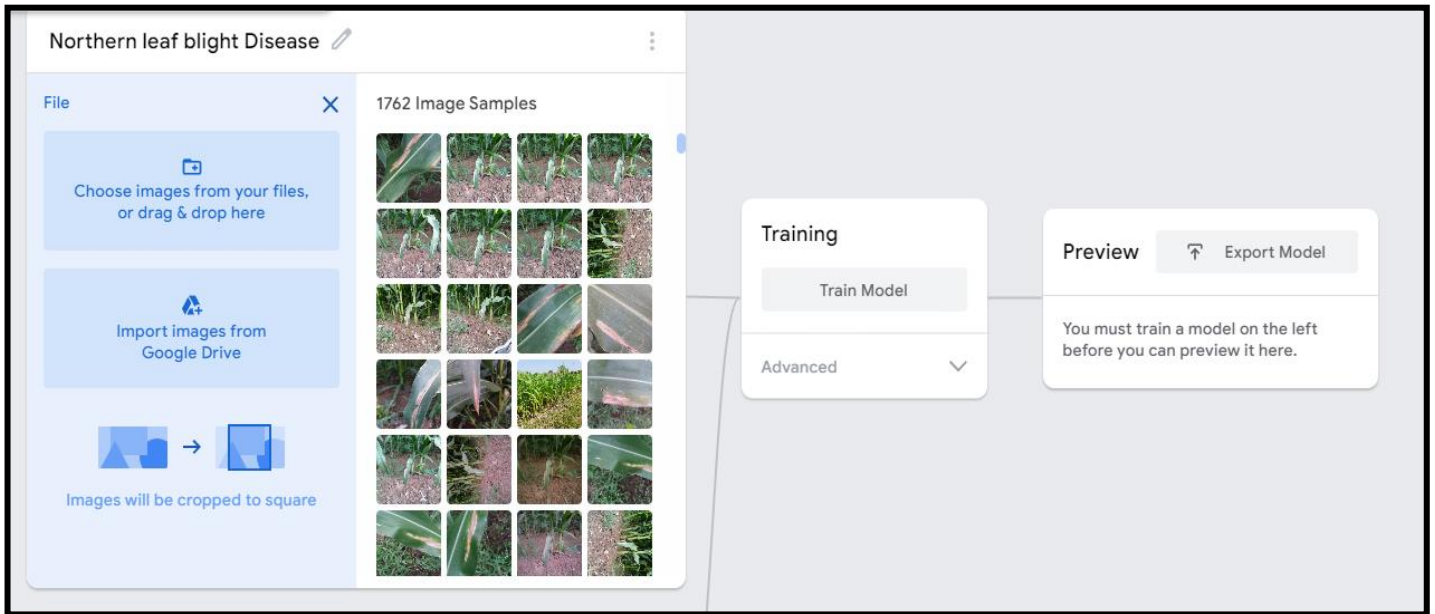 Northern leaf blight Disease
File
1762 Image Samples
Choose images from your files,
or drag & drop here
Import images from
Google Drive
Images will be cropped to square
Training
Train Model
Advanced
Preview
Export Model
You must train a model on the left
before you can preview it here.